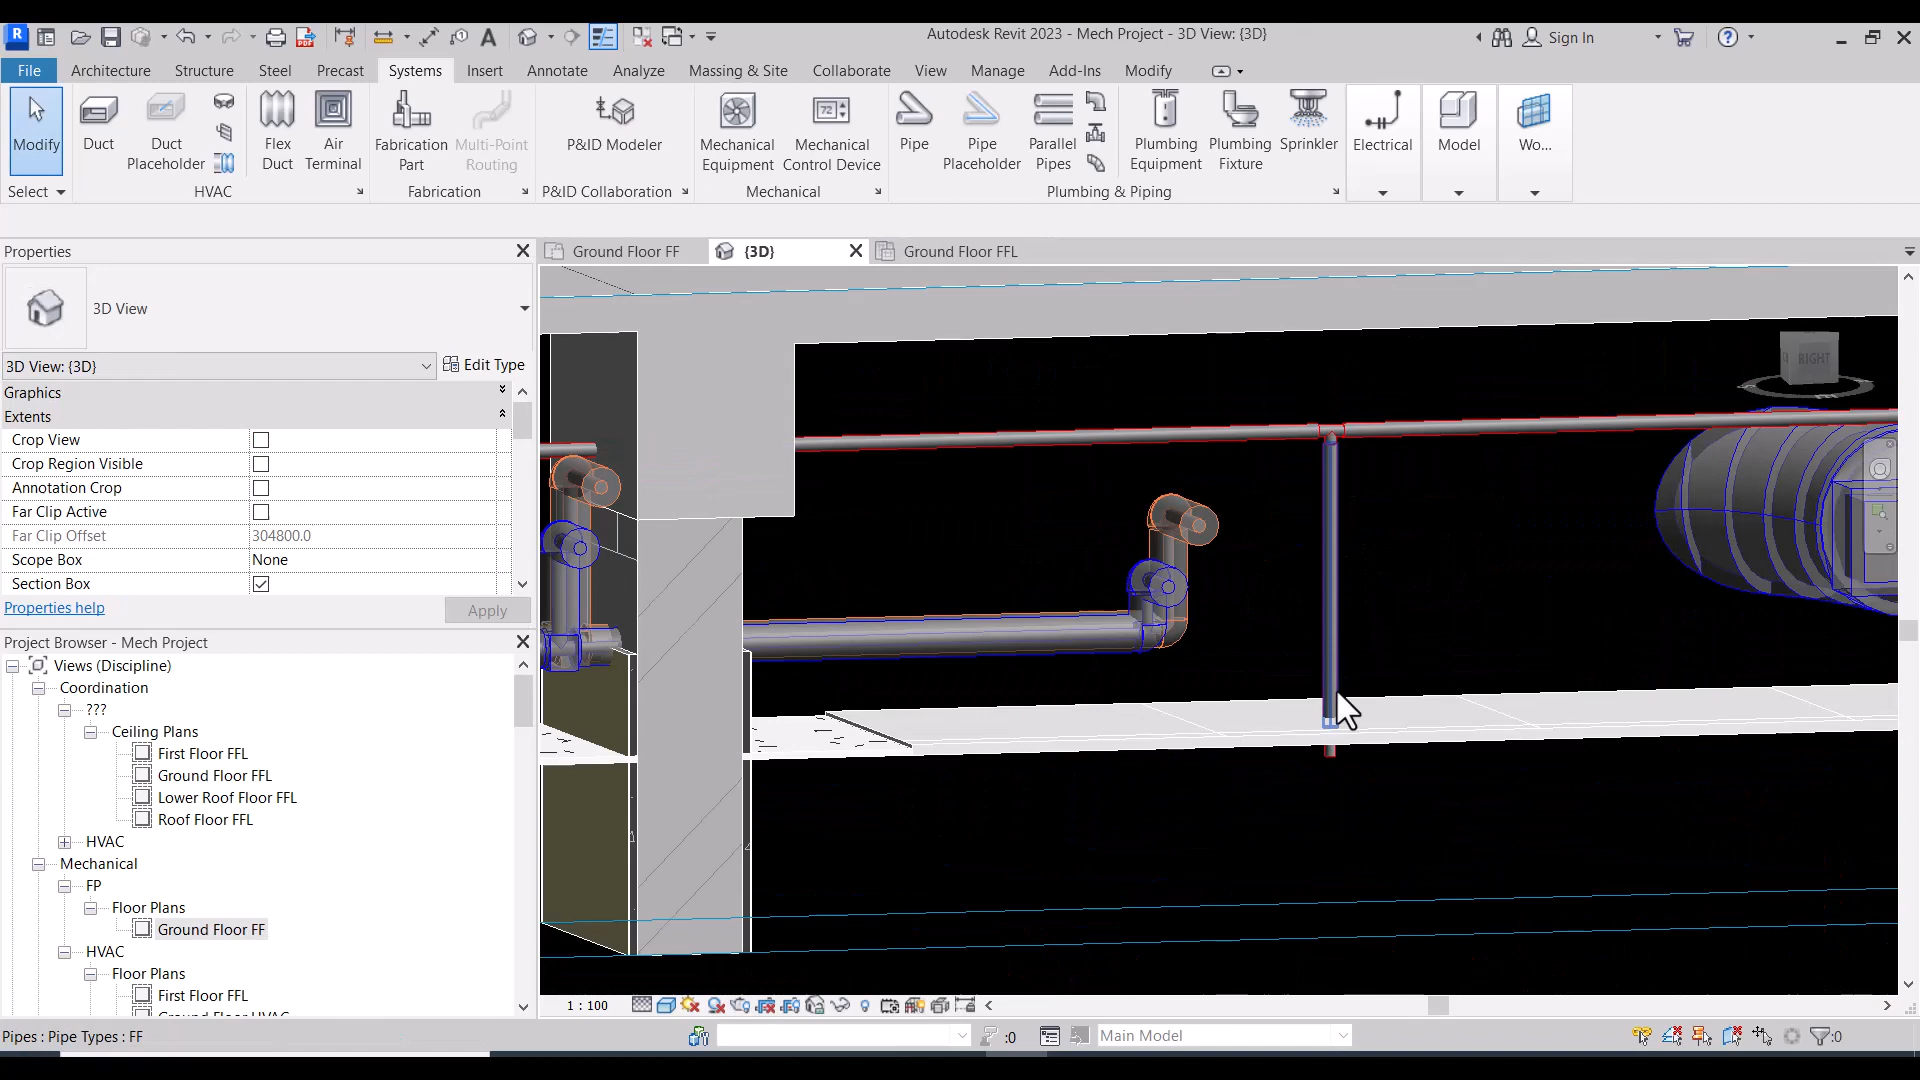 Autodesk Revit 2023 - Mech Project - 3D View: {3D}
Sign In
File
Architecture
Structure
Steel
Precast
Systems
Insert
Annotate
Analyze
Massing & Site
Collaborate
View
Manage
Add-Ins
Modify
Modify
Duct
Duct
Placeholder
Flex
Duct
Air
Terminal
Fabrication
Part
Multi-Point
Routing
P&ID Modeler
Mechanical
Equipment
Mechanical
Control Device
Pipe
Pipe
Placeholder
Parallel
Pipes
Plumbing
Equipment
Plumbing
Fixture
Sprinkler
Electrical
Model
Wo...
Select
HVAC
Fabrication
P&ID Collaboration
Mechanical
Plumbing & Piping
Properties
Ground Floor FF
{3D}
Ground Floor FFL
3D View
3D View: {3D}
Edit Type
Graphics
Extents
Crop View
Crop Region Visible
Annotation Crop
Far Clip Active
Far Clip Offset
304800.0
Scope Box
None
Section Box
Properties help
Apply
RIGHT
Project Browser - Mech Project
Views (Discipline)
Coordination
???
Ceiling Plans
First Floor FFL
Ground Floor FFL
Lower Roof Floor FFL
Roof Floor FFL
HVAC
Mechanical
FP
Floor Plans
Ground Floor FF
HVAC
Floor Plans
First Floor FFL
Ground Floor HVAC
1 : 100
Pipes : Pipe Types : FF
:0
Main Model
:0